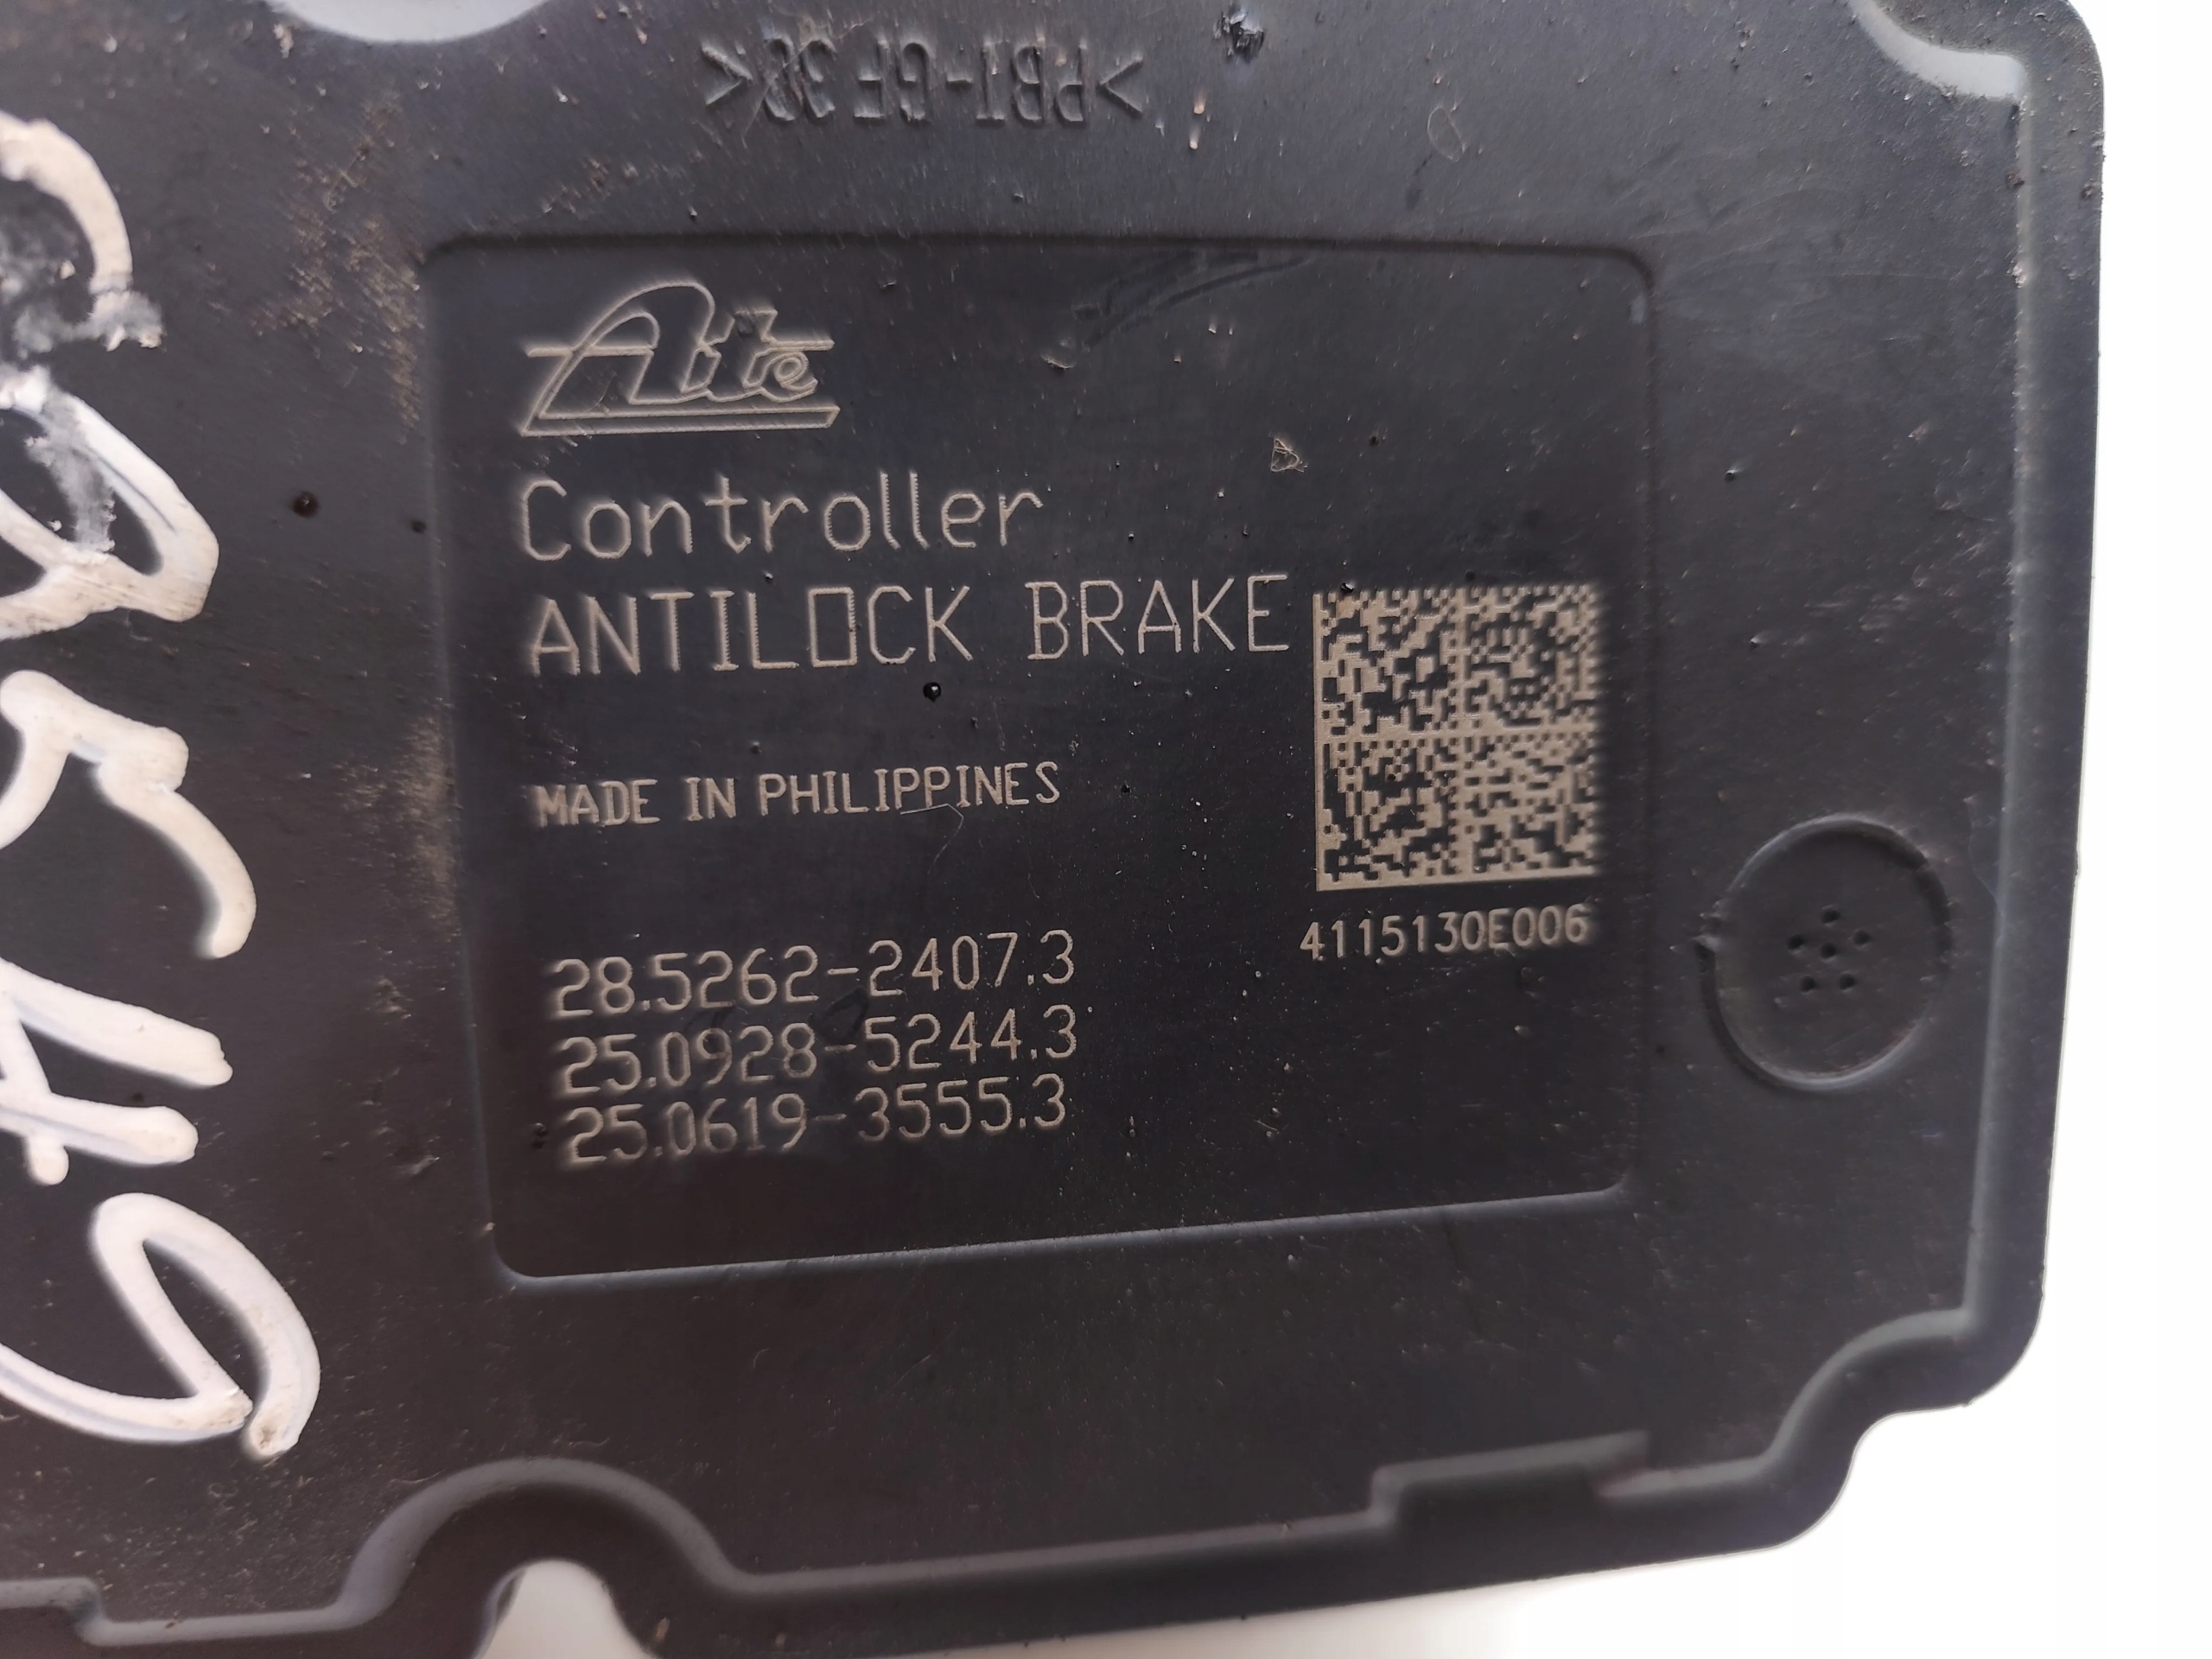 >PBT-GF30<
Ate
Controller
ANTILOCK BRAKE
MADE IN PHILIPPINES
4115130E006
28.5262-2407.3
25.0928-5244.3
25.0619-3555.3